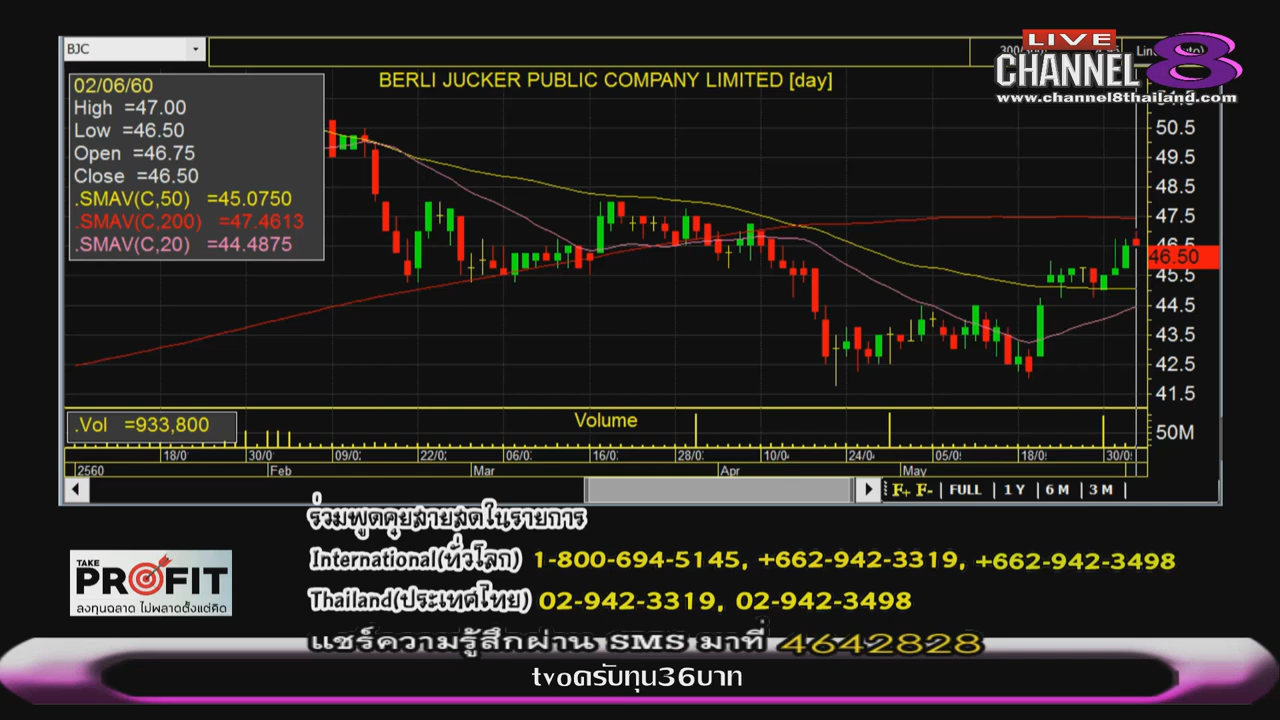 BJC
LIVE
CHANNEL 8
www.channel8thailand.com
BERLI JUCKER PUBLIC COMPANY LIMITED [day]
02/06/60
High =47.00
Low =46.50
Open =46.75
Close =46.50
.SMAV(C,50) =45.0750
.SMAV(C,200) =47.4613
.SMAV(C,20) =44.4875
50.5
49.5
48.5
47.5
46.5
46.50
45.5
44.5
43.5
42.5
41.5
.Vol =933,800
Volume
50M
18/0 30/0 09/0 22/0 06/0 16/0 28/0 10/0 24/0 05/0 18/0 30/0
2560 Feb Mar Apr May
F+ F- | FULL | 1 Y | 6 M | 3 M |
ร่วมพูดคุยสายสดในรายการ
International(ทั่วโลก) 1-800-694-5145, +662-942-3319, +662-942-3498
Thailand(ประเทศไทย) 02-942-3319, 02-942-3498
แชร์ความรู้สึกผ่าน SMS มาที่ 4642828
TAKE
PROFIT
ลงทุนฉลาด ไม่พลาดตั้งแต่คิด
tvoครับทุน36บาท